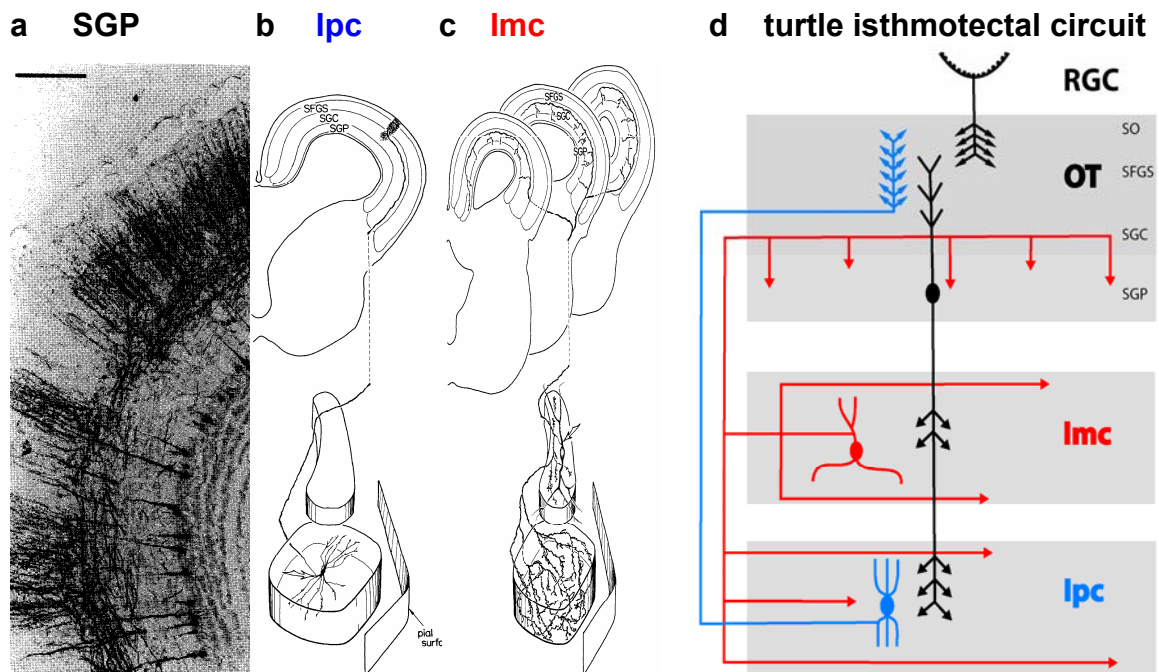 a SGP b Ipc c Imc d turtle isthmotectal circuit
SFGS
SGC
SGP
SFGS
SGC
SGP
pial
surfc
RGC
SO
OT
SFGS
SGC
SGP
Imc
Ipc